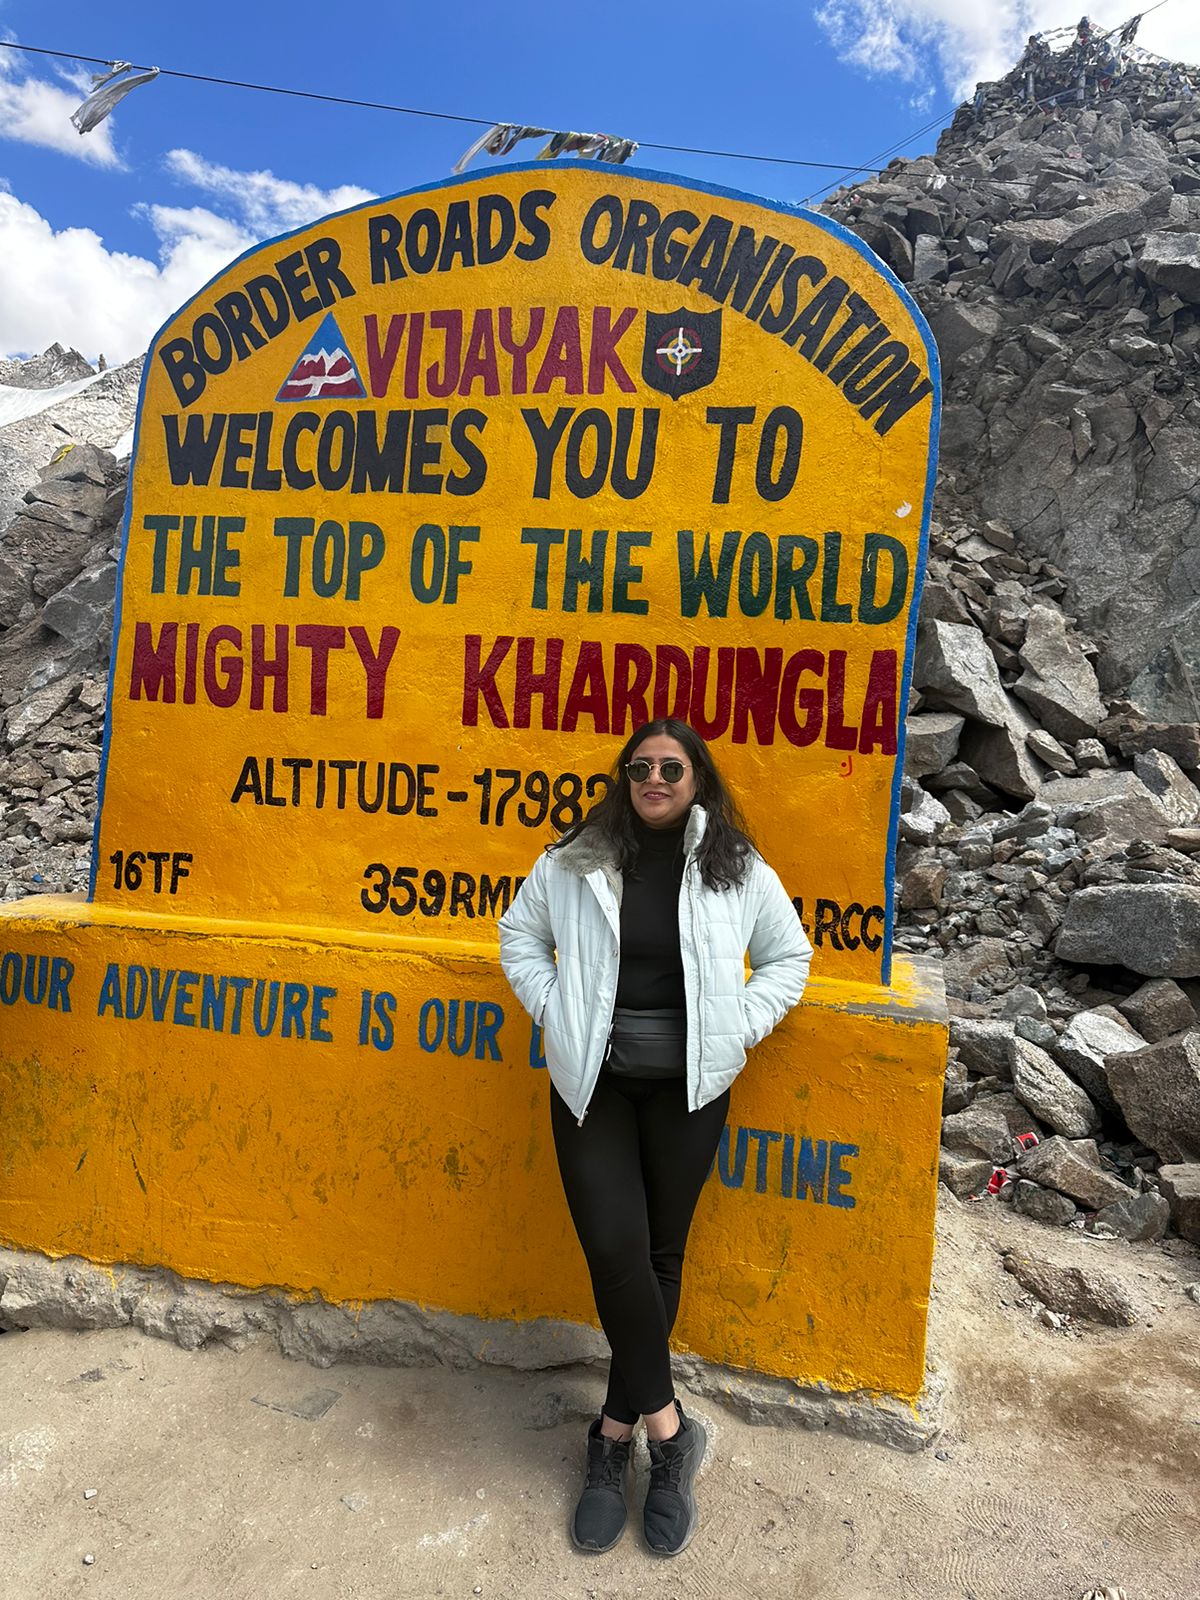 BORDER ROADS ORGANISATION
VIJAYAK
WELCOMES YOU TO
THE TOP OF THE WORLD
MIGHTY KHARDUNGLA
ALTITUDE-17982
16TF 359RM RCC
OUR ADVENTURE IS OUR
UTINE